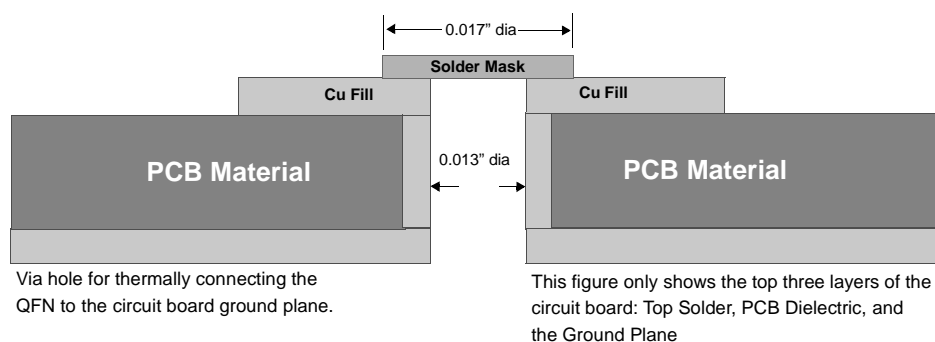 0.017” dia
Solder Mask
Cu Fill
Cu Fill
PCB Material
0.013” dia
PCB Material
Via hole for thermally connecting the
QFN to the circuit board ground plane.
This figure only shows the top three layers of the
circuit board: Top Solder, PCB Dielectric, and
the Ground Plane